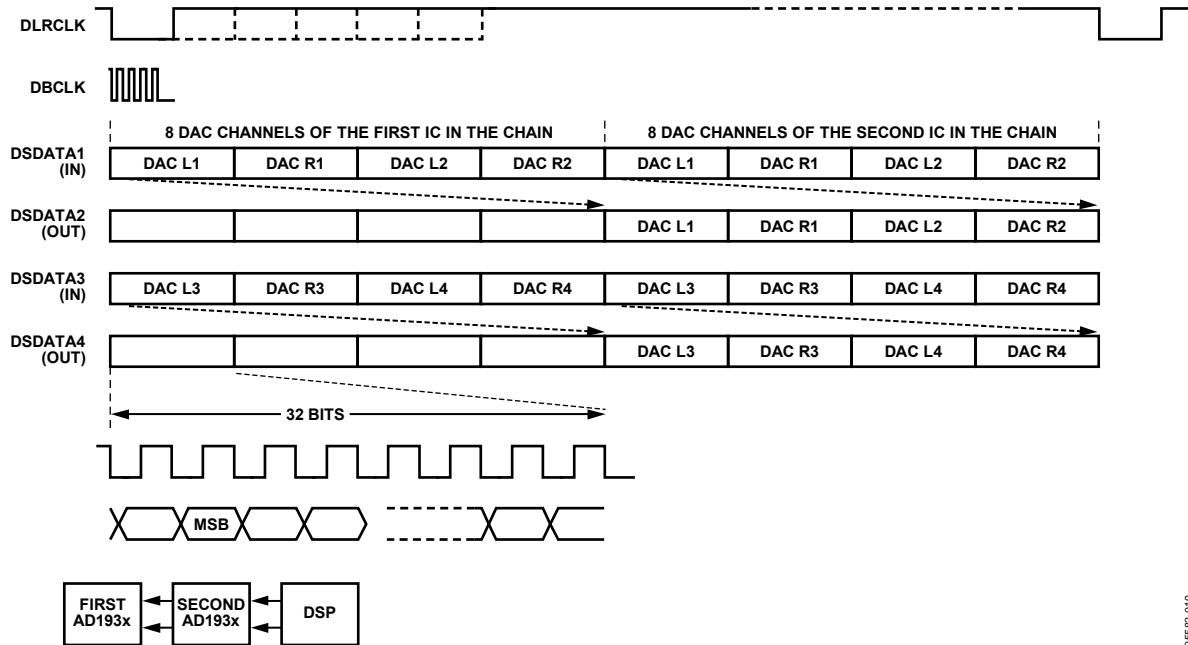 DLRCLK
DBCLK
8 DAC CHANNELS OF THE FIRST IC IN THE CHAIN
8 DAC CHANNELS OF THE SECOND IC IN THE CHAIN
DSDATA1
(IN)
DAC L1
DAC R1
DAC L2
DAC R2
DAC L1
DAC R1
DAC L2
DAC R2
DSDATA2
(OUT)
DAC L1
DAC R1
DAC L2
DAC R2
DSDATA3
(IN)
DAC L3
DAC R3
DAC L4
DAC R4
DAC L3
DAC R3
DAC L4
DAC R4
DSDATA4
(OUT)
DAC L3
DAC R3
DAC L4
DAC R4
32 BITS
MSB
FIRST
AD193x
SECOND
AD193x
DSP